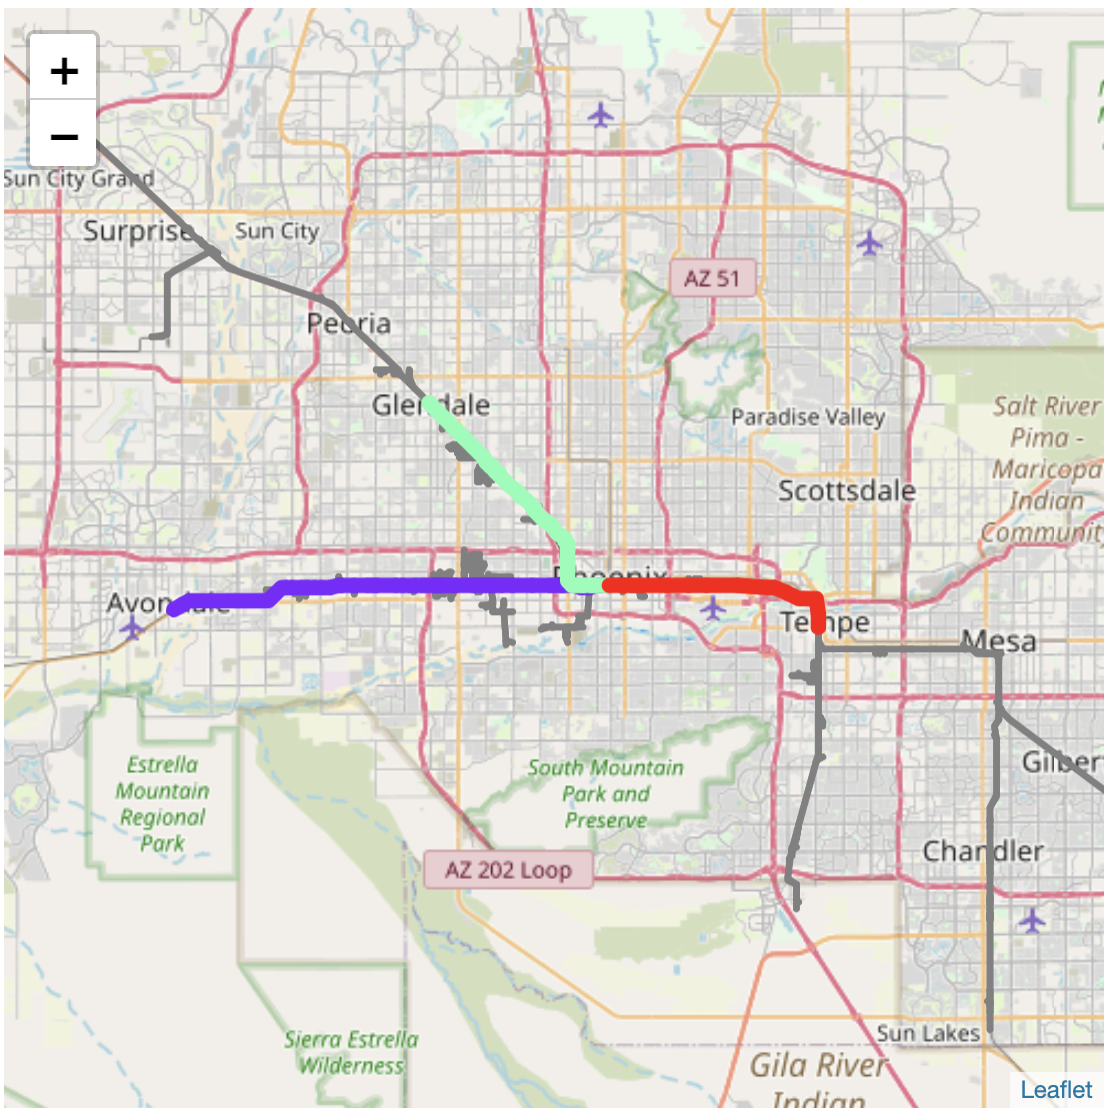 +
−
Sun City Grand
Surprise
Sun City
AZ 51
Peoria
Glendale
Paradise Valley
Salt River
Pima -
Maricopa
Indian
Community
Scottsdale
Phoenix
Avondale
Tempe
Mesa
Estrella
Mountain
Regional
Park
South Mountain
Park and
Preserve
Gilber
Chandler
AZ 202 Loop
Sun Lakes
Sierra Estrella
Wilderness
Gila River
Indian
Leaflet